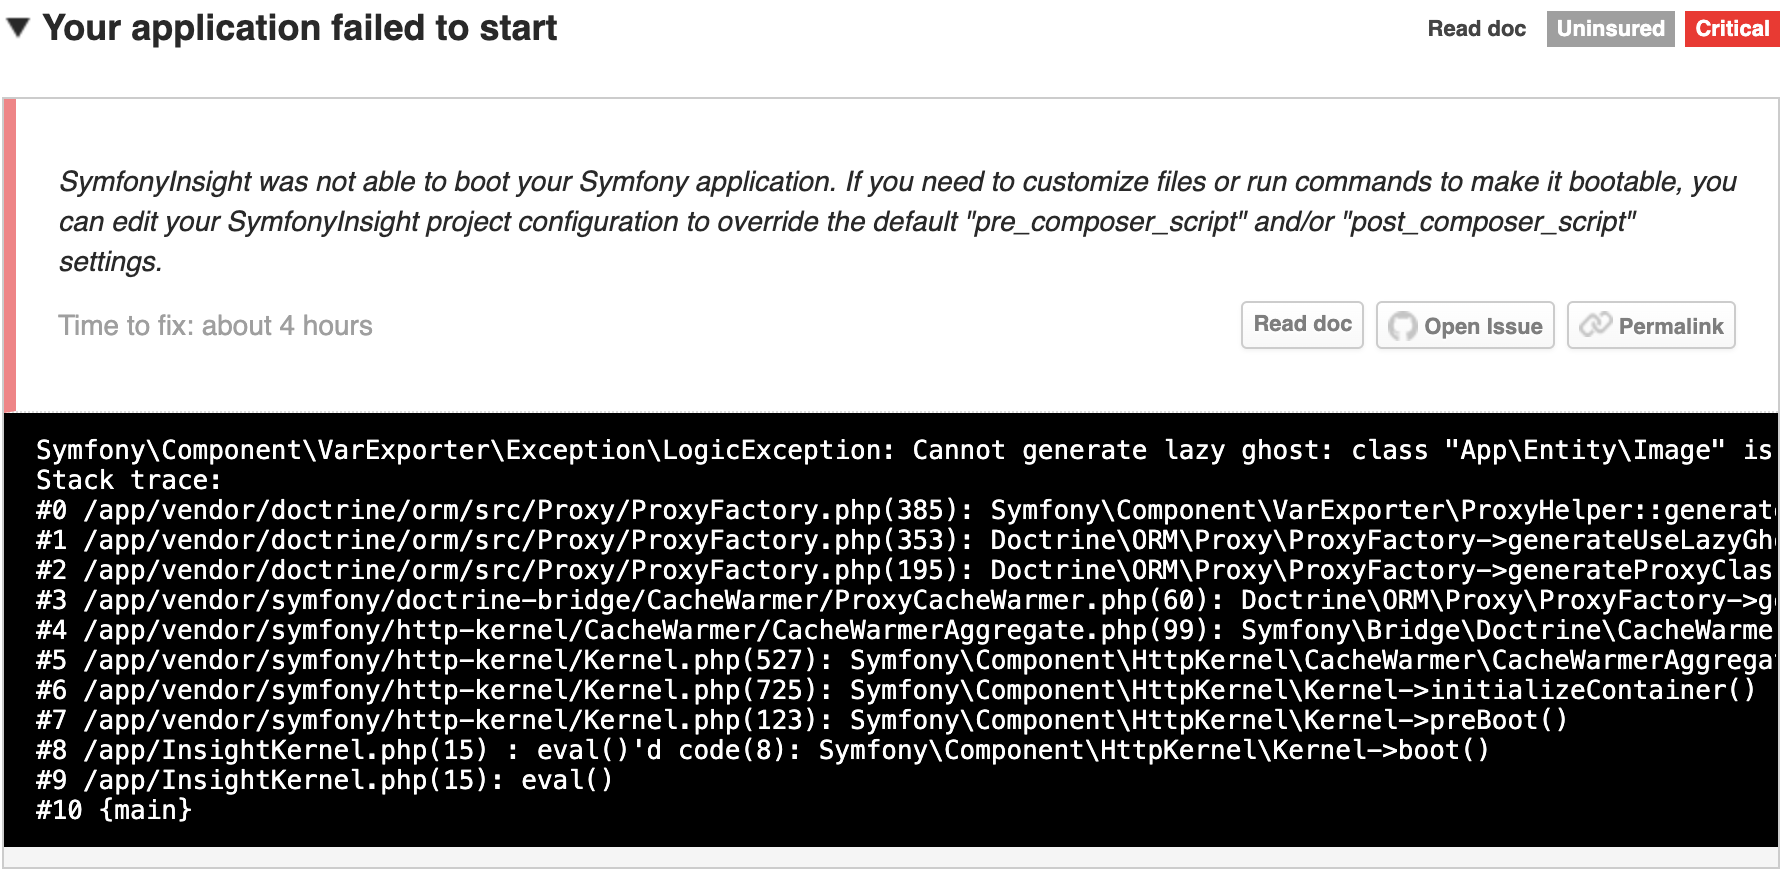 Your application failed to start
Read doc Uninsured Critical
SymfonyInsight was not able to boot your Symfony application. If you need to customize files or run commands to make it bootable, you
can edit your SymfonyInsight project configuration to override the default "pre_composer_script" and/or "post_composer_script"
settings.
Time to fix: about 4 hours
Read doc Open Issue Permalink
Symfony\Component\VarExporter\Exception\LogicException: Cannot generate lazy ghost: class "App\Entity\Image" is
Stack trace:
#0 /app/vendor/doctrine/orm/src/Proxy/ProxyFactory.php(385): Symfony\Component\VarExporter\ProxyHelper::generat
#1 /app/vendor/doctrine/orm/src/Proxy/ProxyFactory.php(353): Doctrine\ORM\Proxy\ProxyFactory->generateUseLazyGh
#2 /app/vendor/doctrine/orm/src/Proxy/ProxyFactory.php(195): Doctrine\ORM\Proxy\ProxyFactory->generateProxyClas
#3 /app/vendor/symfony/doctrine-bridge/CacheWarmer/ProxyCacheWarmer.php(60): Doctrine\ORM\Proxy\ProxyFactory->g
#4 /app/vendor/symfony/http-kernel/CacheWarmer/CacheWarmerAggregate.php(99): Symfony\Bridge\Doctrine\CacheWarme
#5 /app/vendor/symfony/http-kernel/Kernel.php(527): Symfony\Component\HttpKernel\CacheWarmer\CacheWarmerAggrega
#6 /app/vendor/symfony/http-kernel/Kernel.php(725): Symfony\Component\HttpKernel\Kernel->initializeContainer()
#7 /app/vendor/symfony/http-kernel/Kernel.php(123): Symfony\Component\HttpKernel\Kernel->preBoot()
#8 /app/InsightKernel.php(15) : eval()'d code(8): Symfony\Component\HttpKernel\Kernel->boot()
#9 /app/InsightKernel.php(15): eval()
#10 {main}